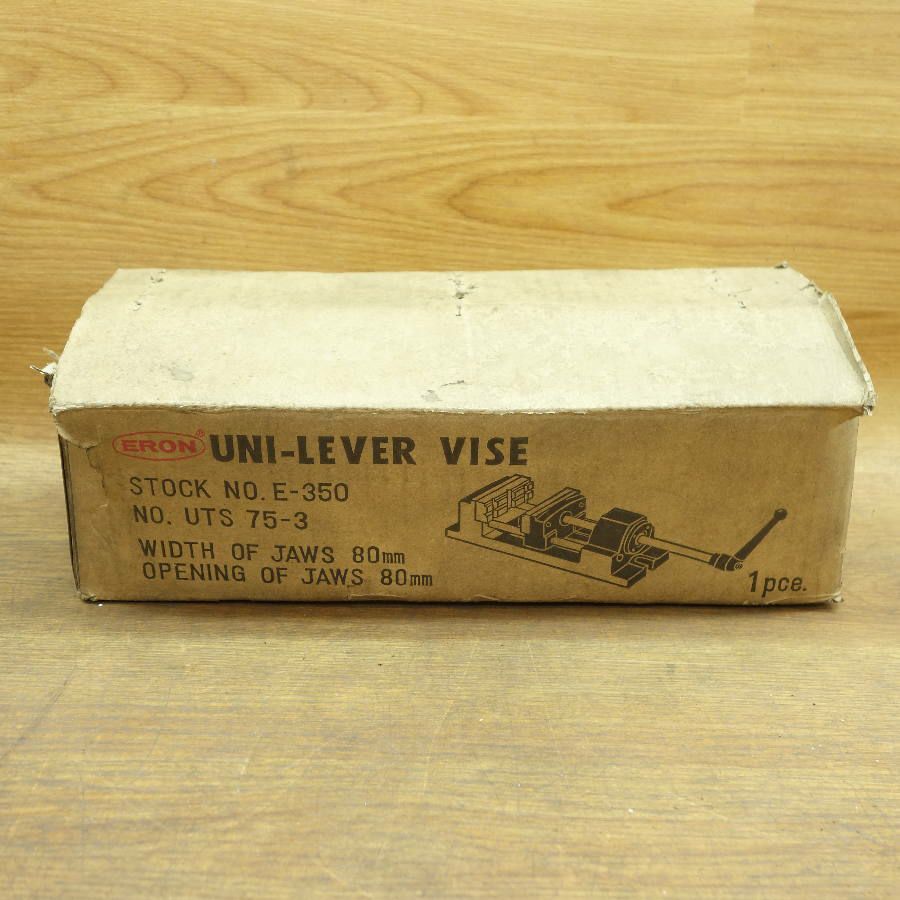 ERON® UNI-LEVER VISE
STOCK NO. E-350
NO. UTS 75-3
WIDTH OF JAWS 80mm
OPENING OF JAWS 80mm
1pce.